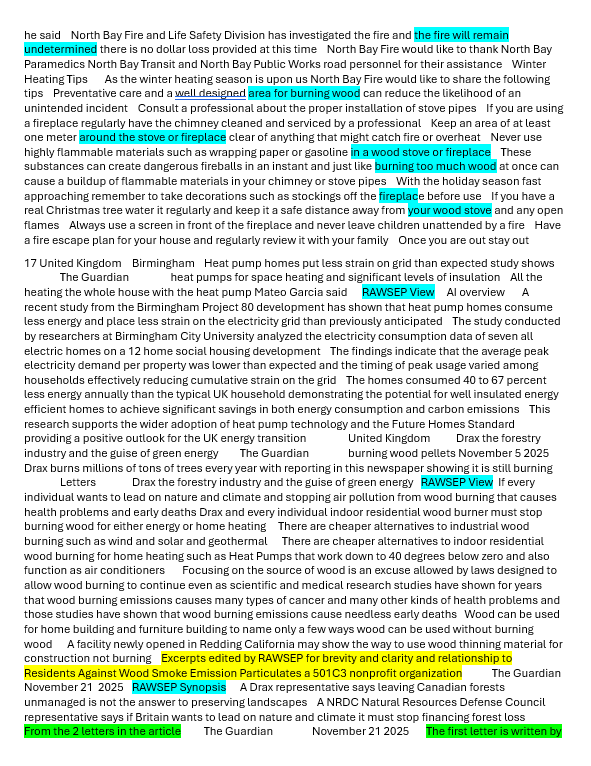 he said    North Bay Fire and Life Safety Division has investigated the fire and the fire will remain
undetermined there is no dollar loss provided at this time    North Bay Fire would like to thank North Bay
Paramedics North Bay Transit and North Bay Public Works road personnel for their assistance    Winter
Heating Tips      As the winter heating season is upon us North Bay Fire would like to share the following
tips    Preventative care and a well designed area for burning wood can reduce the likelihood of an
unintended incident    Consult a professional about the proper installation of stove pipes    If you are using
a fireplace regularly have the chimney cleaned and serviced by a professional    Keep an area of at least
one meter around the stove or fireplace clear of anything that might catch fire or overheat    Never use
highly flammable materials such as wrapping paper or gasoline in a wood stove or fireplace    These
substances can create dangerous fireballs in an instant and just like burning too much wood at once can
cause a buildup of flammable materials in your chimney or stove pipes    With the holiday season fast
approaching remember to take decorations such as stockings off the fireplace before use    If you have a
real Christmas tree water it regularly and keep it a safe distance away from your wood stove and any open
flames    Always use a screen in front of the fireplace and never leave children unattended by a fire    Have
a fire escape plan for your house and regularly review it with your family    Once you are out stay out
17 United Kingdom    Birmingham    Heat pump homes put less strain on grid than expected study shows
The Guardian    heat pumps for space heating and significant levels of insulation    All the
heating the whole house with the heat pump Mateo Garcia said    RAWSEP View    AI overview    A
recent study from the Birmingham Project 80 development has shown that heat pump homes consume
less energy and place less strain on the electricity grid than previously anticipated    The study conducted
by researchers at Birmingham City University analyzed the electricity consumption data of seven all
electric homes on a 12 home social housing development    The findings indicate that the average peak
electricity demand per property was lower than expected and the timing of peak usage varied among
households effectively reducing cumulative strain on the grid    The homes consumed 40 to 67 percent
less energy annually than the typical UK household demonstrating the potential for well insulated energy
efficient homes to achieve significant savings in both energy consumption and carbon emissions    This
research supports the wider adoption of heat pump technology and the Future Homes Standard
providing a positive outlook for the UK energy transition    United Kingdom    Drax the forestry
industry and the guise of green energy    The Guardian    burning wood pellets November 5 2025
Drax burns millions of tons of trees every year with reporting in this newspaper showing it is still burning
Letters    Drax the forestry industry and the guise of green energy    RAWSEP View    If every
individual wants to lead on nature and climate and stopping air pollution from wood burning that causes
health problems and early deaths Drax and every individual indoor residential wood burner must stop
burning wood for either energy or home heating    There are cheaper alternatives to industrial wood
burning such as wind and solar and geothermal    There are cheaper alternatives to indoor residential
wood burning for home heating such as Heat Pumps that work down to 40 degrees below zero and also
function as air conditioners    Focusing on the source of wood is an excuse allowed by laws designed to
allow wood burning to continue even as scientific and medical research studies have shown for years
that wood burning emissions causes many types of cancer and many other kinds of health problems and
those studies have shown that wood burning emissions cause needless early deaths    Wood can be used
for home building and furniture building to name only a few ways wood can be used without burning
wood    A facility newly opened in Redding California may show the way to use wood thinning material for
construction not burning    Excerpts edited by RAWSEP for brevity and clarity and relationship to
Residents Against Wood Smoke Emission Particulates a 501C3 nonprofit organization    The Guardian
November 21  2025    RAWSEP Synopsis    A Drax representative says leaving Canadian forests
unmanaged is not the answer to preserving landscapes    A NRDC Natural Resources Defense Council
representative says if Britain wants to lead on nature and climate it must stop financing forest loss
From the 2 letters in the article    The Guardian    November 21 2025    The first letter is written by